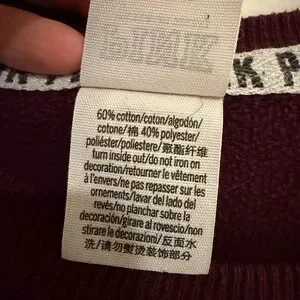 PINK
K P
60% cotton/coton/algodón/
cotone/棉 40% polyester/
poliéster/poliestere/聚酯纤维
turn inside out/do not iron on
decoration/retourner le vêtement
à l'envers/ne pas repasser sur les
ornements/lavar del lado del
revés/no planchar sobre la
decoración/girare al rovescio/non
stirare le decorazioni/反面水
洗/请勿熨烫装饰部分